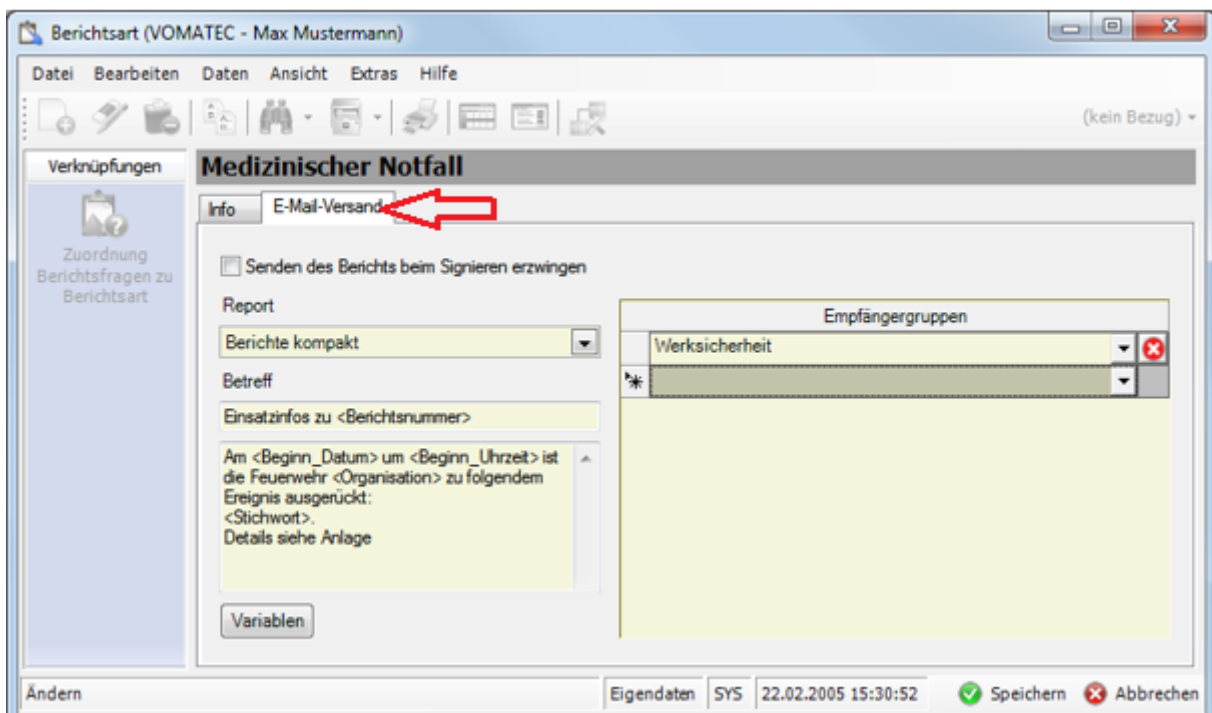 Berichtsart (VOMATEC - Max Mustermann)
Datei Bearbeiten Daten Ansicht Extras Hilfe
(kein Bezug)
Verknüpfungen
Medizinischer Notfall
Info E-Mail-Versand
Zuordnung
Berichtsfragen zu
Berichtsart
Senden des Berichts beim Signieren erzwingen
Report
Berichte kompakt
Betreff
Einsatzinfos zu <Berichtsnummer>
Am <Beginn_Datum> um <Beginn_Uhrzeit> ist
die Feuerwehr <Organisation> zu folgendem
Ereignis ausgerückt:
<Stichwort>.
Details siehe Anlage
Variablen
Empfängergruppen
Werksicherheit
Ändern Eigendaten SYS 22.02.2005 15:30:52 Speichern Abbrechen